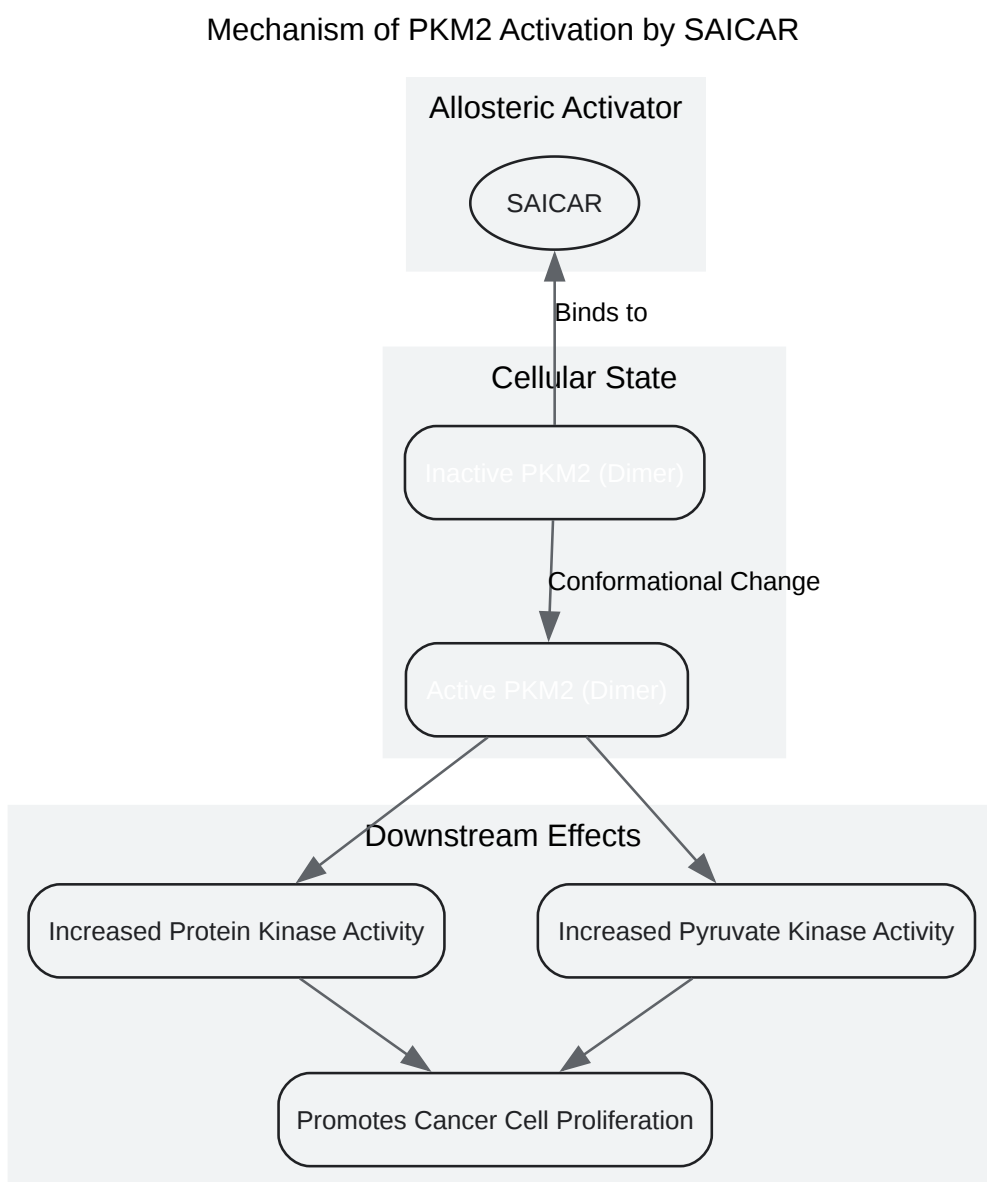 Mechanism of PKM2 Activation by SAICAR
Allosteric Activator
SAICAR
Binds to
Cellular State
Inactive PKM2 (Dimer)
Conformational Change
Active PKM2 (Dimer)
Downstream Effects
Increased Protein Kinase Activity
Increased Pyruvate Kinase Activity
Promotes Cancer Cell Proliferation